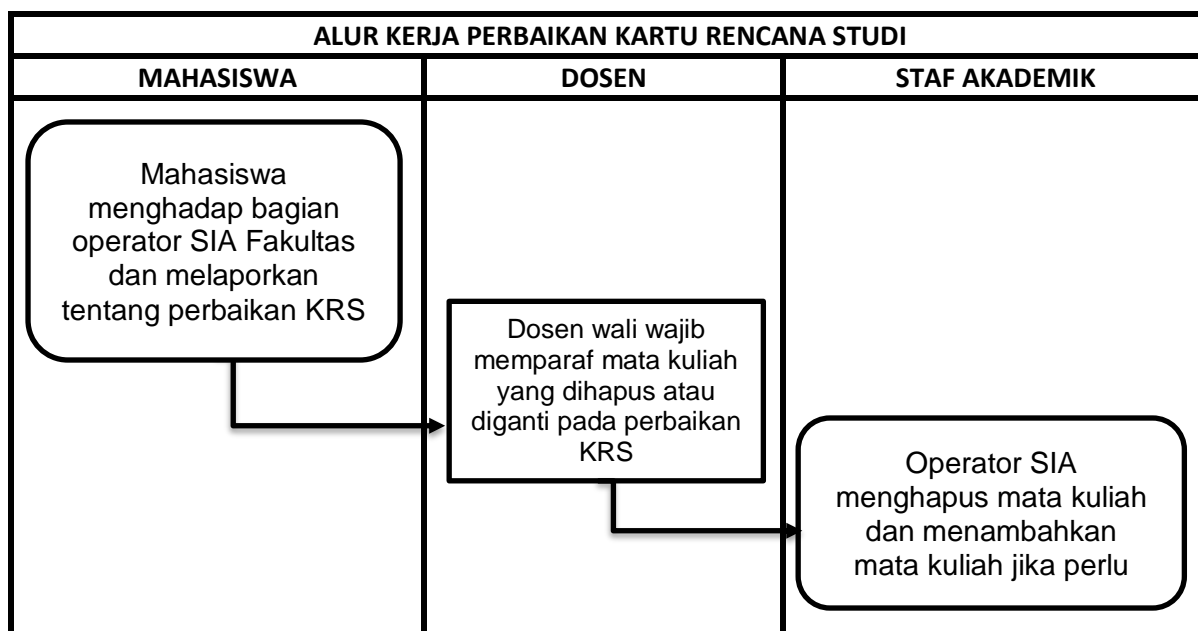 ALUR KERJA PERBAIKAN KARTU RENCANA STUDI
MAHASISWA
DOSEN
STAF AKADEMIK
Mahasiswa
menghadap bagian
operator SIA Fakultas
dan melaporkan
tentang perbaikan KRS
Dosen wali wajib
memparaf mata kuliah
yang dihapus atau
diganti pada perbaikan
KRS
Operator SIA
menghapus mata kuliah
dan menambahkan
mata kuliah jika perlu